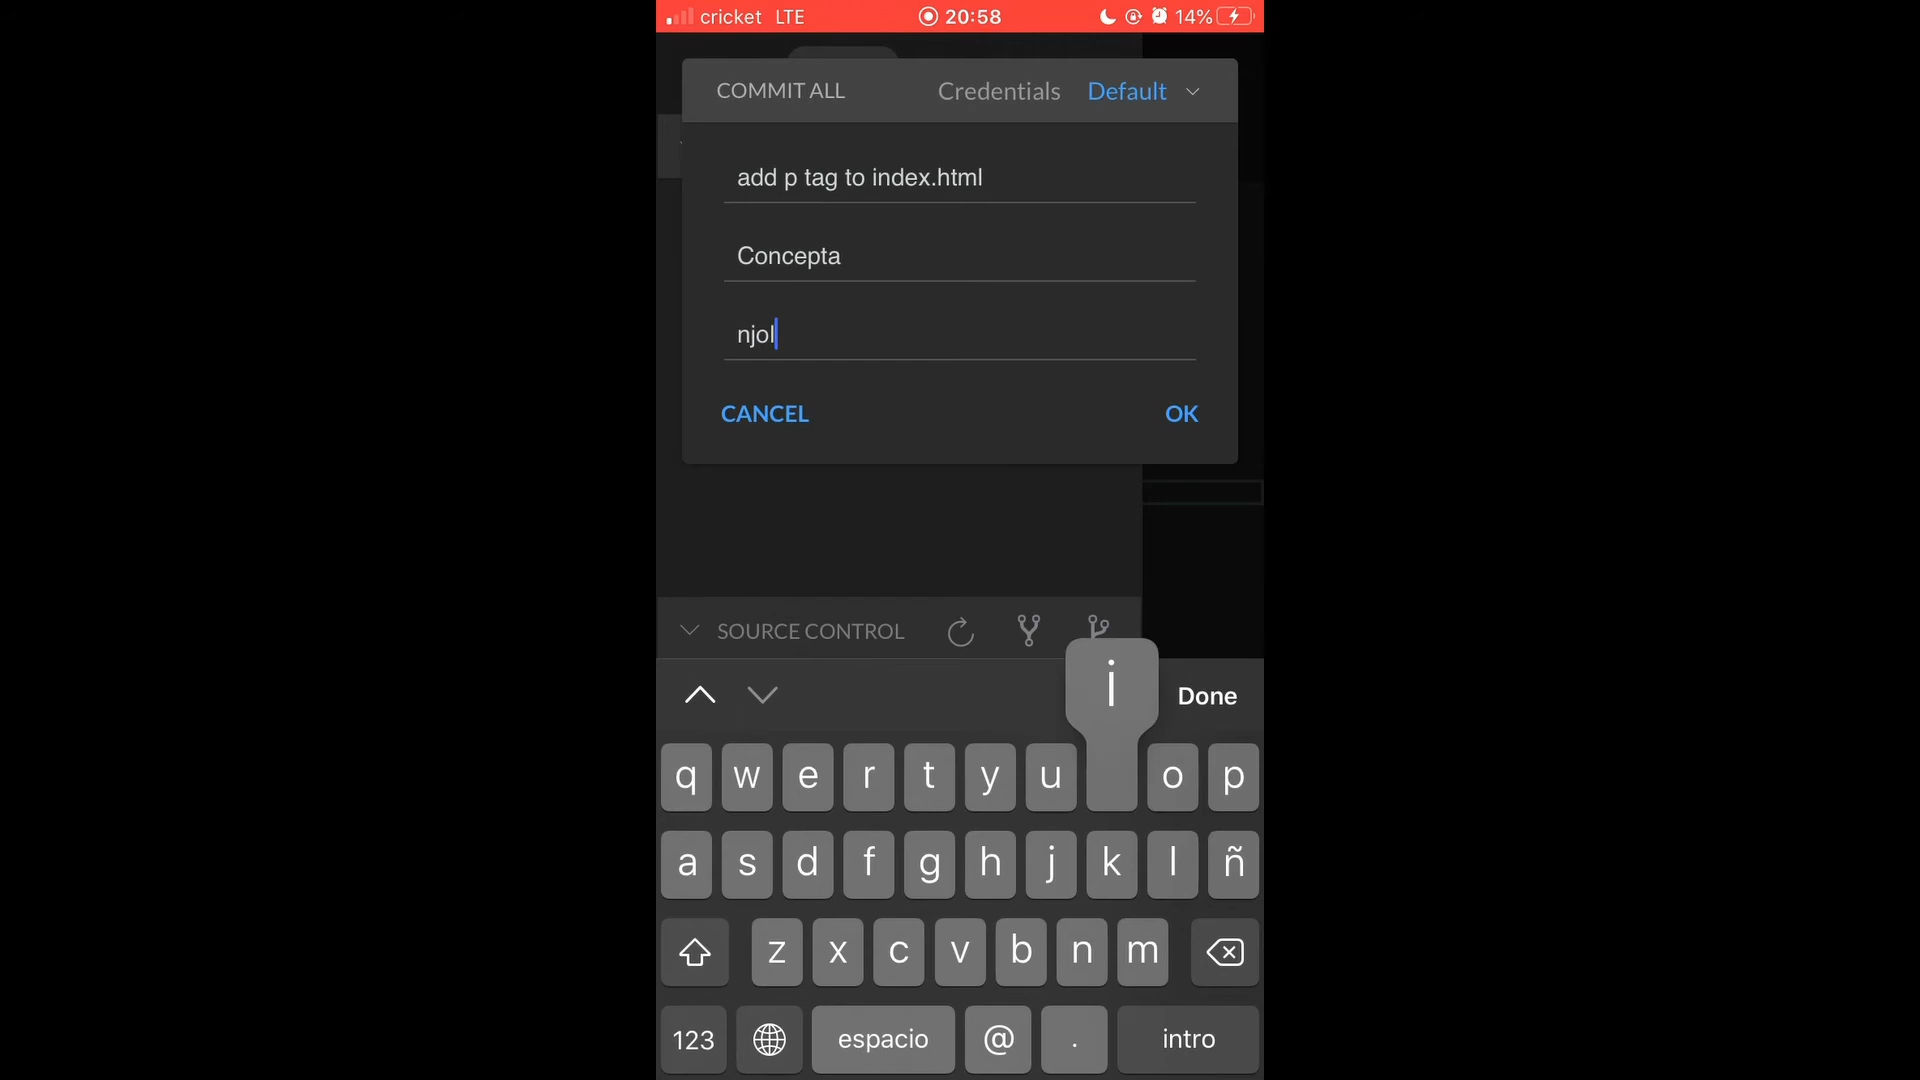 cricket LTE 20:58 14%
COMMIT ALL Credentials Default
add p tag to index.html
Concepta
njol
CANCEL OK
SOURCE CONTROL
i
Done
q w e r t y u o p
a s d f g h j k l ñ
z x c v b n m
123 espacio @ . intro